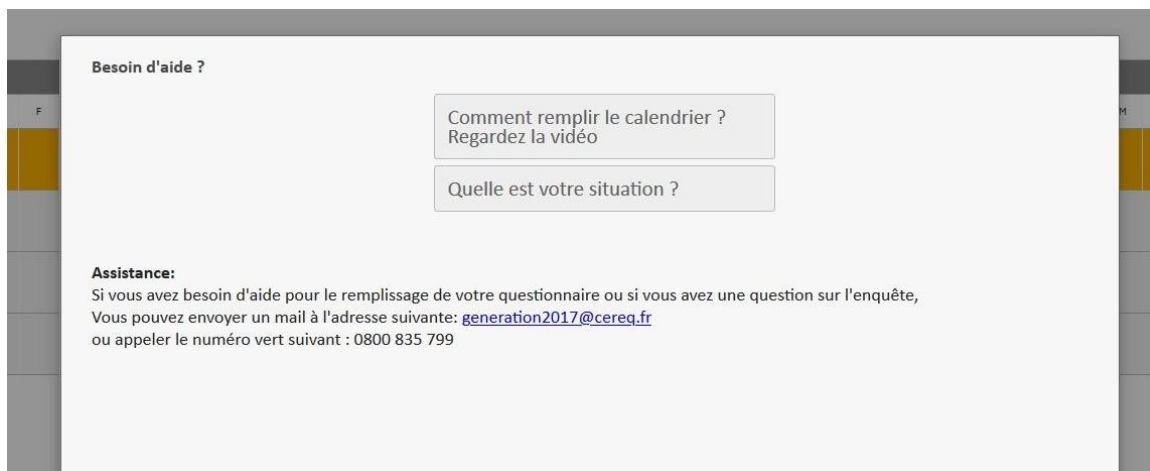 Besoin d'aide ?
F
M
Comment remplir le calendrier ?
Regardez la vidéo
Quelle est votre situation ?
Assistance:
Si vous avez besoin d'aide pour le remplissage de votre questionnaire ou si vous avez une question sur l'enquête,
Vous pouvez envoyer un mail à l'adresse suivante: generation2017@cereq.fr
ou appeler le numéro vert suivant : 0800 835 799